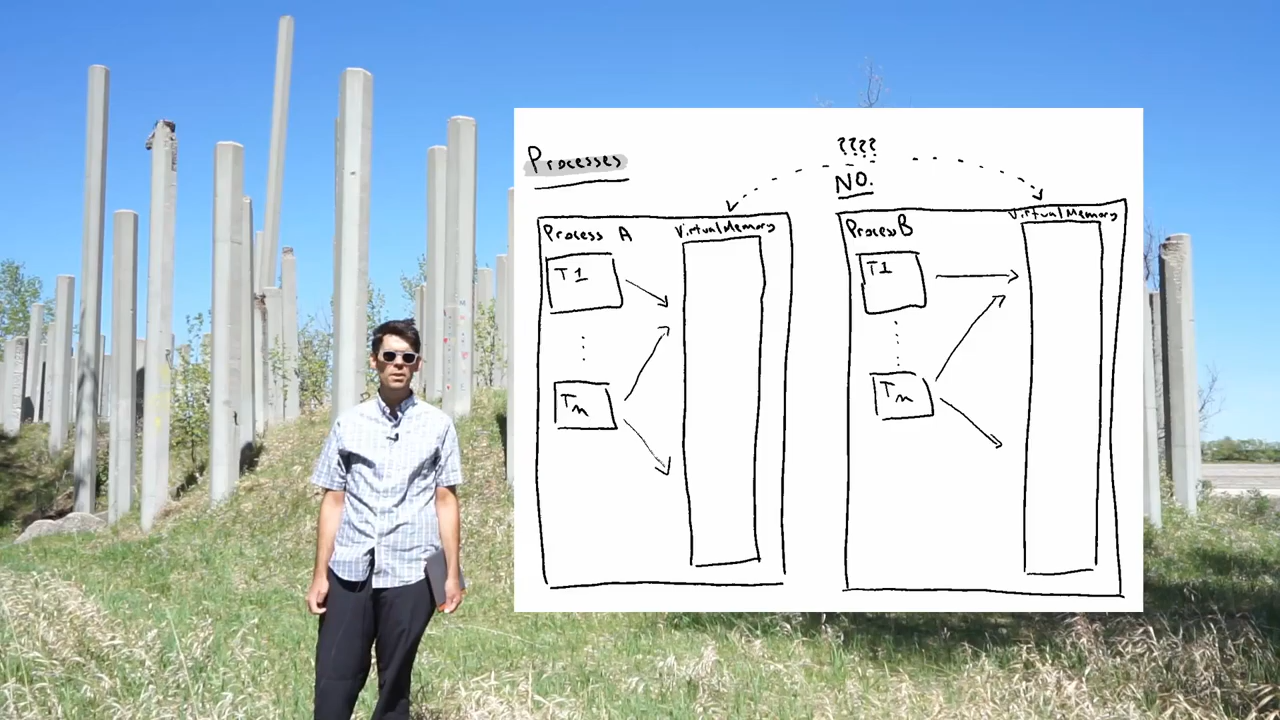 Processes
????
NO.
Process A
Virtual Memory
T1
Tn
Process B
Virtual Memory
T1
Tn